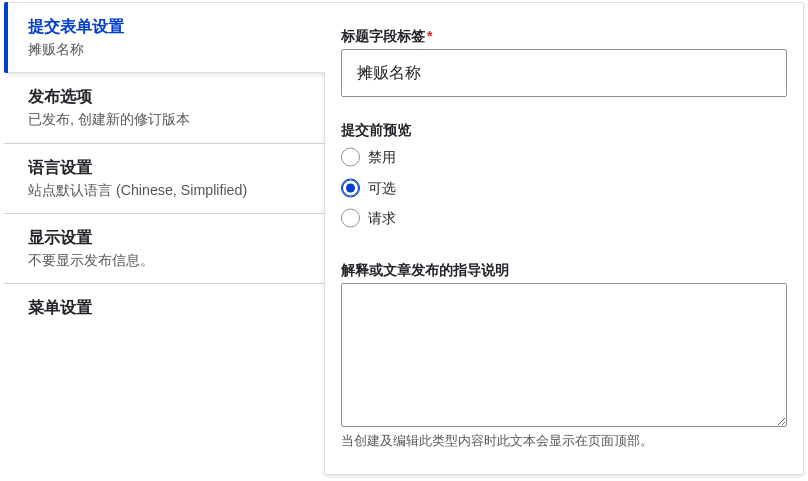 提交表单设置
摊贩名称
发布选项
已发布, 创建新的修订版本
语言设置
站点默认语言 (Chinese, Simplified)
显示设置
不要显示发布信息。
菜单设置
标题字段标签*
摊贩名称
提交前预览
禁用
可选
请求
解释或文章发布的指导说明
当创建及编辑此类型内容时此文本会显示在页面顶部。